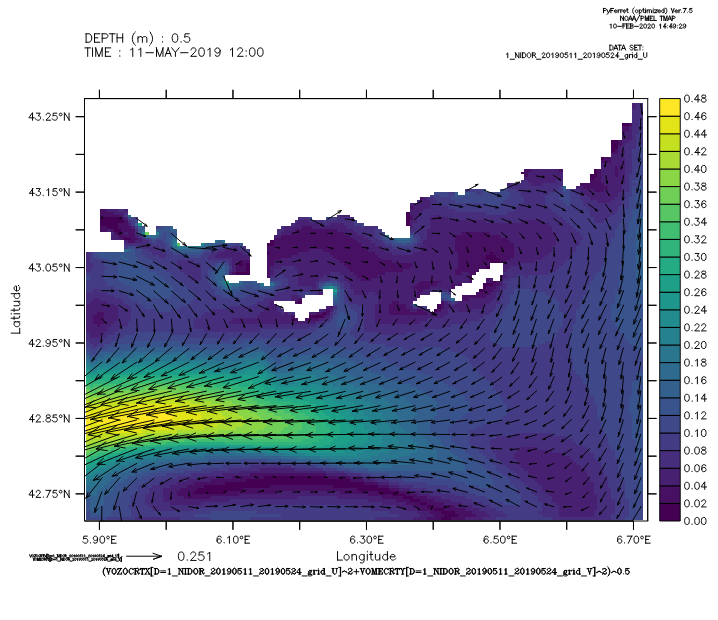 PyFerret (optimized) Ver.7.5
NOAA/PMEL TMAP
10-FEB-2020 14:49:29
DEPTH (m) : 0.5
TIME : 11-MAY-2019 12:00
DATA SET:
1_NIDOR_20190511_20190524_grid_U
43.25°N
43.15°N
43.05°N
42.95°N
42.85°N
42.75°N
Latitude
0.48
0.46
0.44
0.42
0.40
0.38
0.36
0.34
0.32
0.30
0.28
0.26
0.24
0.22
0.20
0.18
0.16
0.14
0.12
0.10
0.08
0.06
0.04
0.02
0.00
5.90°E 6.10°E 6.30°E 6.50°E 6.70°E
Longitude
0.251
(VOZOCRTX[D=1_NIDOR_20190511_20190524_grid_U]^2+VOMECRTY[D=1_NIDOR_20190511_20190524_grid_V]^2)^0.5